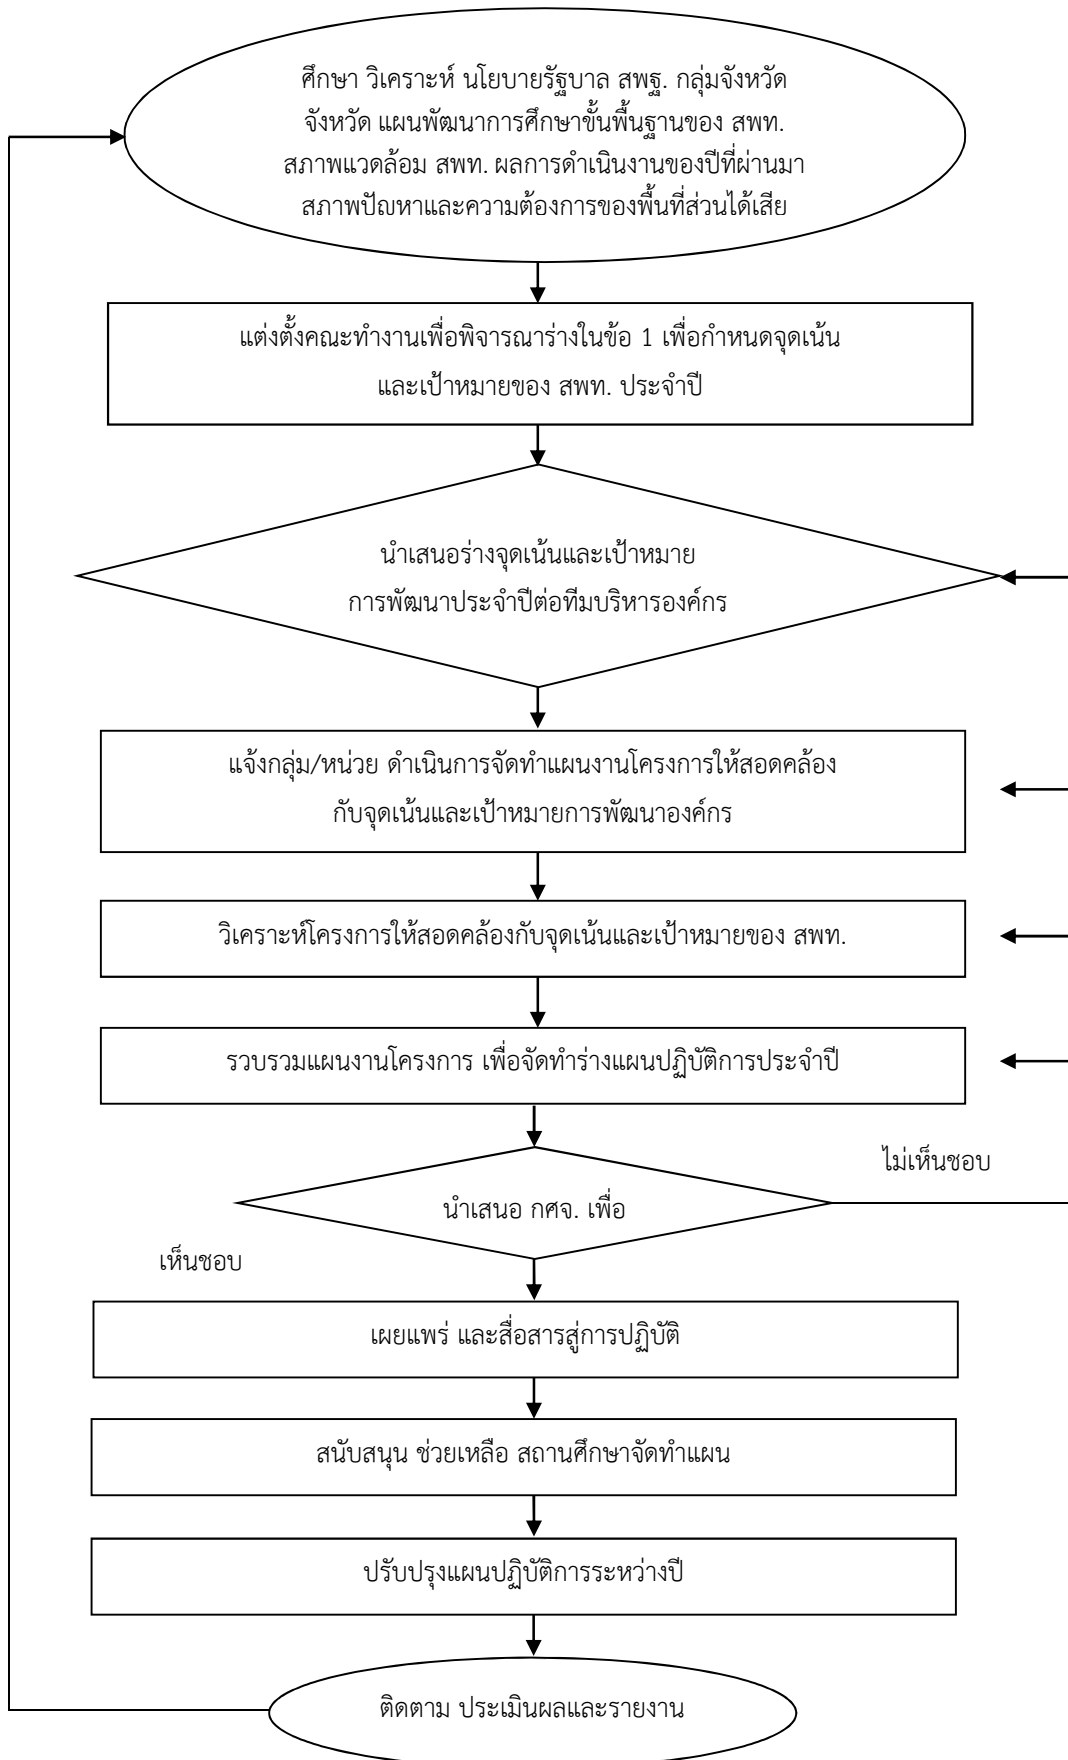 ศึกษา วิเคราะห์ นโยบายรัฐบาล สพฐ. กลุ่มจังหวัด
จังหวัด แผนพัฒนาการศึกษาขั้นพื้นฐานของ สพท.
สภาพแวดล้อม สพท. ผลการดำเนินงานของปีที่ผ่านมา
สภาพปัญหาและความต้องการของพื้นที่ส่วนได้เสีย
แต่งตั้งคณะทำงานเพื่อพิจารณาร่างในข้อ 1 เพื่อกำหนดจุดเน้น
และเป้าหมายของ สพท. ประจำปี
นำเสนอร่างจุดเน้นและเป้าหมาย
การพัฒนาประจำปีต่อทีมบริหารองค์กร
แจ้งกลุ่ม/หน่วย ดำเนินการจัดทำแผนงานโครงการให้สอดคล้อง
กับจุดเน้นและเป้าหมายการพัฒนาองค์กร
วิเคราะห์โครงการให้สอดคล้องกับจุดเน้นและเป้าหมายของ สพท.
รวบรวมแผนงานโครงการ เพื่อจัดทำร่างแผนปฏิบัติการประจำปี
ไม่เห็นชอบ
นำเสนอ กศจ. เพื่อ
เห็นชอบ
เผยแพร่ และสื่อสารสู่การปฏิบัติ
สนับสนุน ช่วยเหลือ สถานศึกษาจัดทำแผน
ปรับปรุงแผนปฏิบัติการระหว่างปี
ติดตาม ประเมินผลและรายงาน